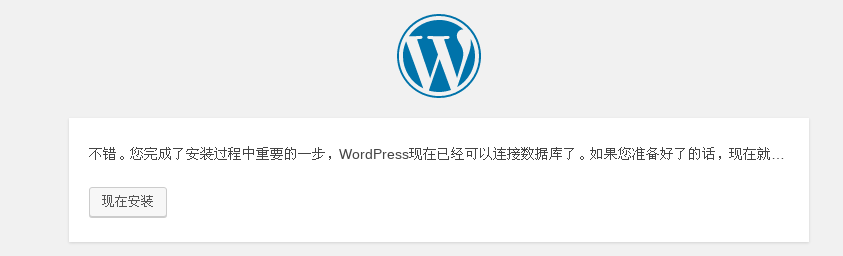 不错。您完成了安装过程中重要的一步，WordPress现在已经可以连接数据库了。如果您准备好了的话，现在就…
现在安装